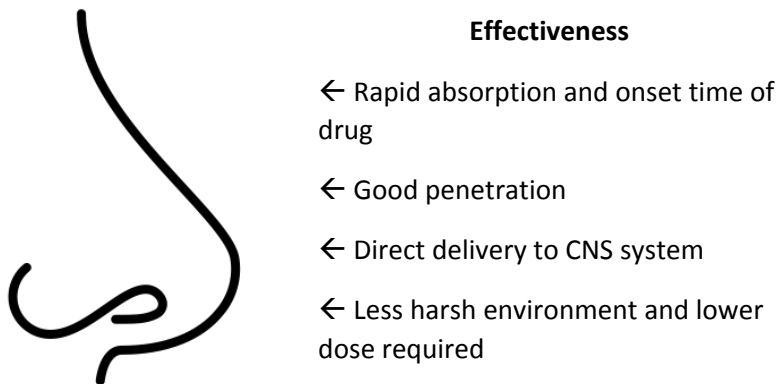 Effectiveness
← Rapid absorption and onset time of
drug
← Good penetration
← Direct delivery to CNS system
← Less harsh environment and lower
dose required